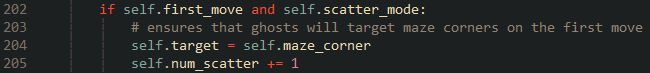 202 if self.first_move and self.scatter_mode:
203 # ensures that ghosts will target maze corners on the first move
204 self.target = self.maze_corner
205 self.num_scatter += 1